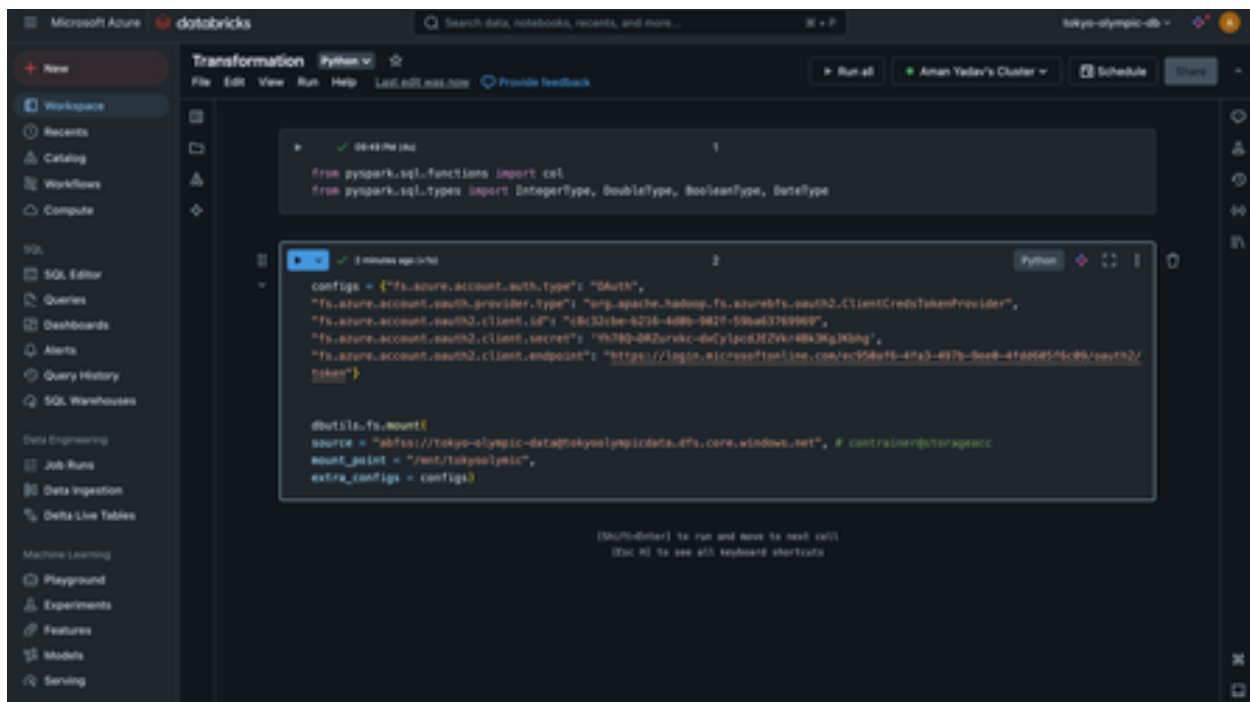 Microsoft Azure databricks
Search data, notebooks, recents, and more...
⌘ + P
tokyo-olympic-db
A
New
Workspace
Recents
Catalog
Workflows
Compute
SQL
SQL Editor
Queries
Dashboards
Alerts
Query History
SQL Warehouses
Data Engineering
Job Runs
Data Ingestion
Delta Live Tables
Machine Learning
Playground
Experiments
Features
Models
Serving
Transformation Python
File Edit View Run Help Last edit was now Provide feedback
Run all Aman Yadav's Cluster Schedule Share
1
from pyspark.sql.functions import col
from pyspark.sql.types import IntegerType, DoubleType, BooleanType, DateType
2 minutes ago (<1s) 2 Python
configs = {"fs.azure.account.auth.type": "OAuth",
"fs.azure.account.oauth.provider.type": "org.apache.hadoop.fs.azurebfs.oauth2.ClientCredsTokenProvider",
"fs.azure.account.oauth2.client.id":
"fs.azure.account.oauth2.client.secret":
"fs.azure.account.oauth2.client.endpoint":
token"}
dbutils.fs.mount(
source = "abfss://tokyo-olympic-data@tokyoolympicdata.dfs.core.windows.net", # contrainer@storageacc
mount_point = "/mnt/tokyoolymic",
extra_configs = configs)
[Shift+Enter] to run and move to next cell
[Esc H] to see all keyboard shortcuts